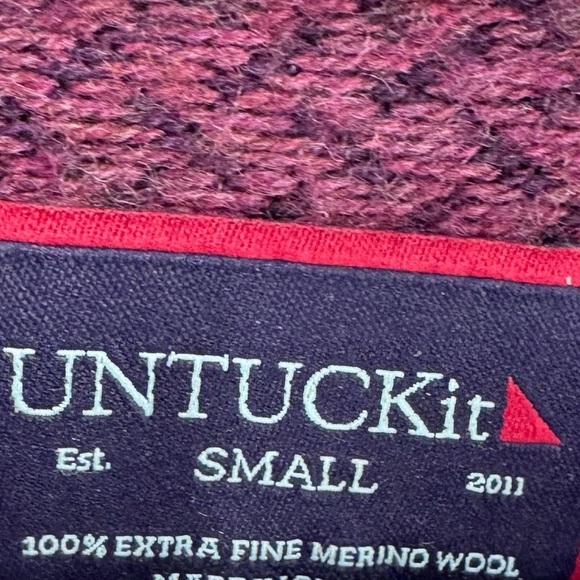 UNTUCKit
Est. SMALL 2011
100% EXTRA FINE MERINO WOOL